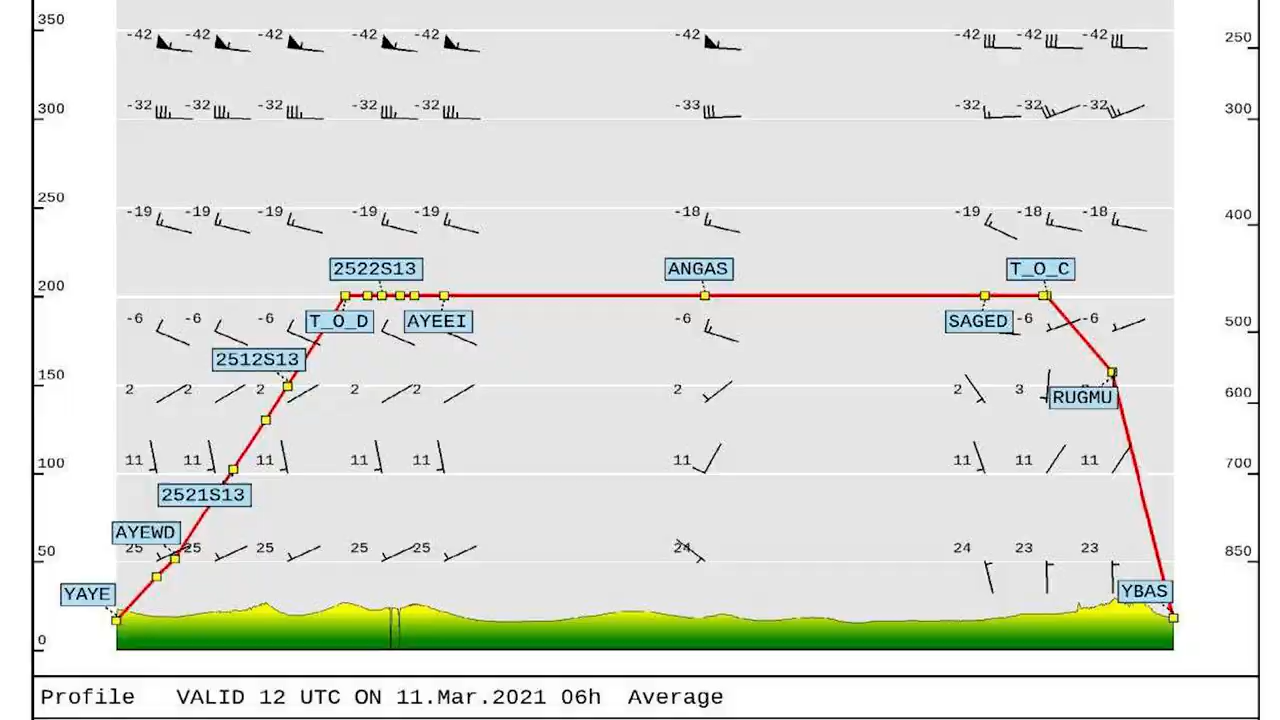 350
-42 -42 -42 -42 -42 -42 -42 -42 -42
250
300
-32 -32 -32 -32 -32 -33 -32 -32 -32
300
250
-19 -19 -19 -19 -19 -18 -19 -18 -18
400
2522S13 ANGAS T_O_C
200
T_O_D AYEEI SAGED
-6 -6 -6 -6 -6 -6
500
2512S13
150
2 2 2 2 2 2 3
600
RUGMU
100
11 11 11 11 11 11 11 11 11
700
2521S13
AYEWD
50
25 25 25 25 25 24 24 23 23
850
YAYE YBAS
0
Profile VALID 12 UTC ON 11.Mar.2021 06h Average